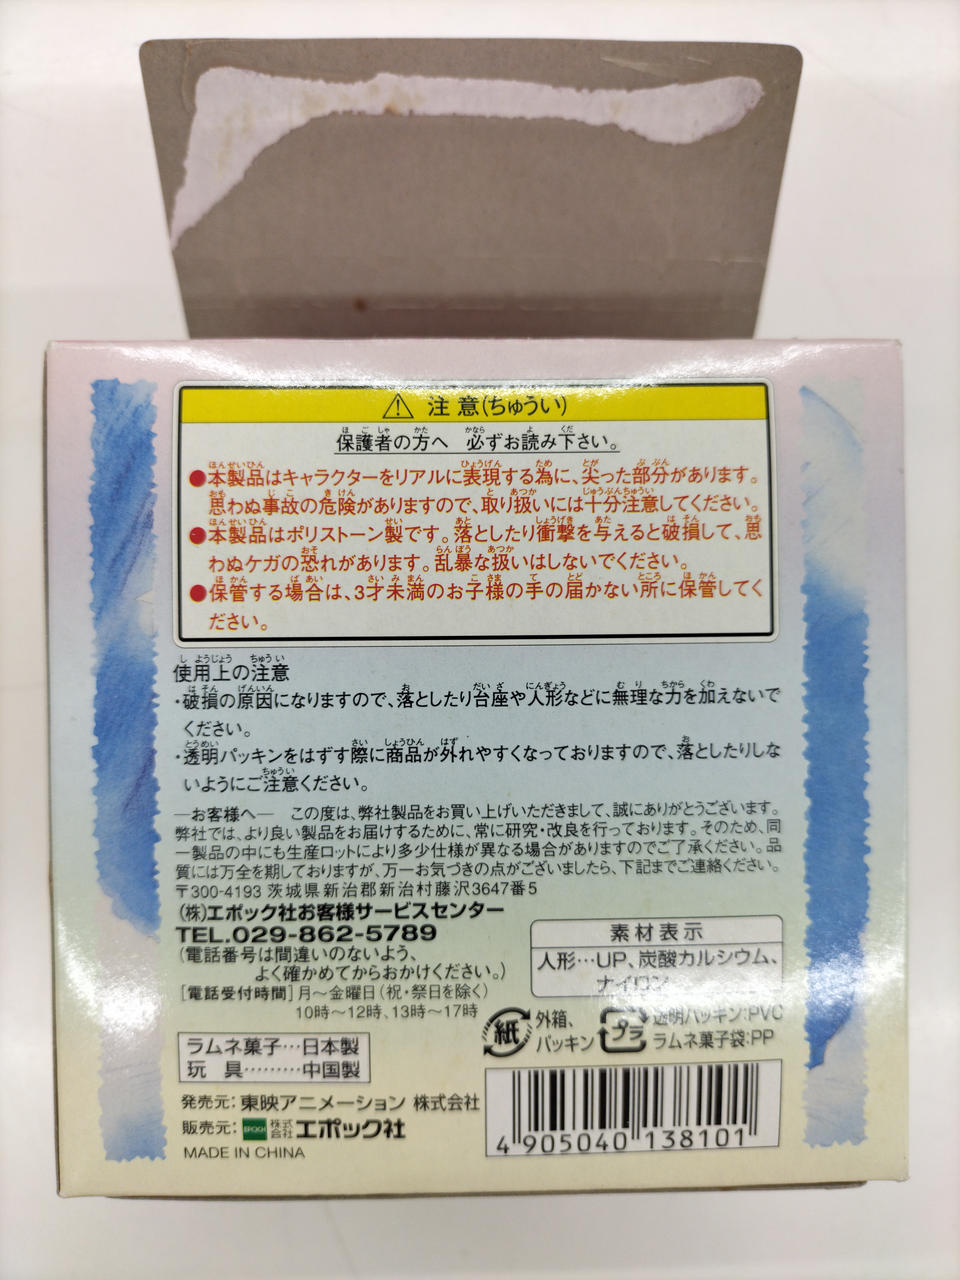 ⚠ 注意(ちゅうい)
保護者の方へ 必ずお読み下さい。
●本製品はキャラクターをリアルに表現する為に、尖った部分があります。
思わぬ事故の危険がありますので、取り扱いには十分注意してください。
●本製品はポリストーン製です。落としたり衝撃を与えると破損して、思
わぬケガの恐れがあります。乱暴な扱いはしないでください。
●保管する場合は、3才未満のお子様の手の届かない所に保管してく
ださい。
使用上の注意
・破損の原因になりますので、落としたり台座や人形などに無理な力を加えないで
ください。
・透明パッキンをはずす際に商品が外れやすくなっておりますので、落としたりしな
いようにご注意ください。
―お客様へ― この度は、弊社製品をお買い上げいただきまして、誠にありがとうございます。
弊社では、より良い製品をお届けするために、常に研究・改良を行っております。そのため、同
一製品の中にも生産ロットにより多少仕様が異なる場合がありますのでご了承ください。品
質には万全を期しておりますが、万一お気づきの点がございましたら、下記までご連絡ください。
〒300-4193 茨城県新治郡新治村藤沢3647番5
(株)エポック社お客様サービスセンター
TEL.029-862-5789
(電話番号は間違いのないよう、
よく確かめてからおかけください。)
[電話受付時間]月〜金曜日(祝・祭日を除く)
10時〜12時、13時〜17時
素材表示
人形…UP、炭酸カルシウム、
ナイロン
紙 外箱、
パッキン
プラ 透明パッキン:PVC
ラムネ菓子袋:PP
ラムネ菓子…日本製
玩 具………中国製
発売元: 東映アニメーション 株式会社
販売元: EPOCH 株式会社 エポック社
MADE IN CHINA
4 905040 138101